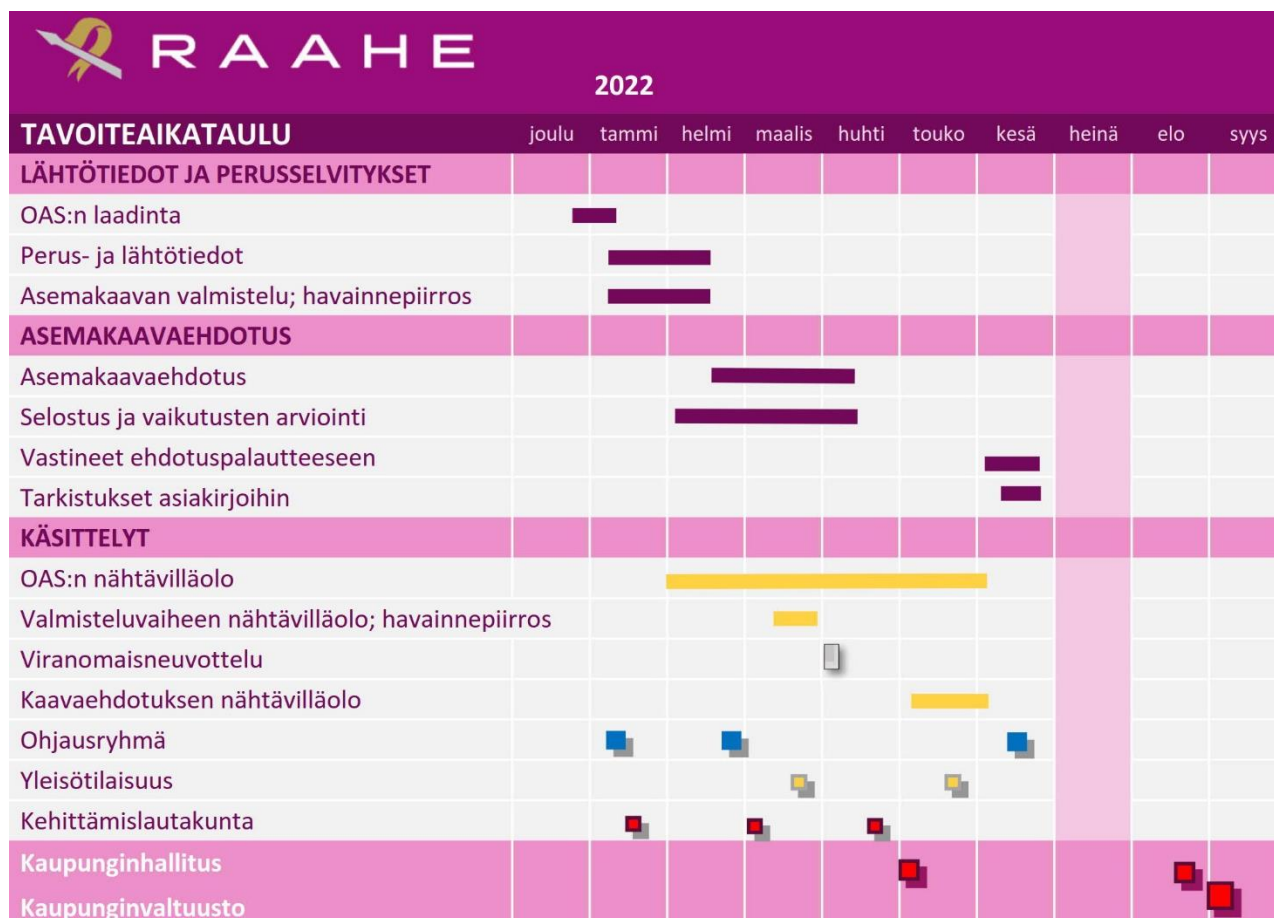 RAAHE
2022
TAVOITEAIKATAULU joulu tammi helmi maalis huhti touko kesä heinä elo syys
LÄHTÖTIEDOT JA PERUSSELVITYKSET
OAS:n laadinta
Perus- ja lähtötiedot
Asemakaavan valmistelu; havainnepiirros
ASEMAKAAVAEHDOTUS
Asemakaavaehdotus
Selostus ja vaikutusten arviointi
Vastineet ehdotuspalautteeseen
Tarkistukset asiakirjoihin
KÄSITTELYT
OAS:n nähtävilläolo
Valmisteluvaiheen nähtävilläolo; havainnepiirros
Viranomaisneuvottelu
Kaavaehdotuksen nähtävilläolo
Ohjausryhmä
Yleisötilaisuus
Kehittämislautakunta
Kaupunginhallitus
Kaupunginvaltuusto